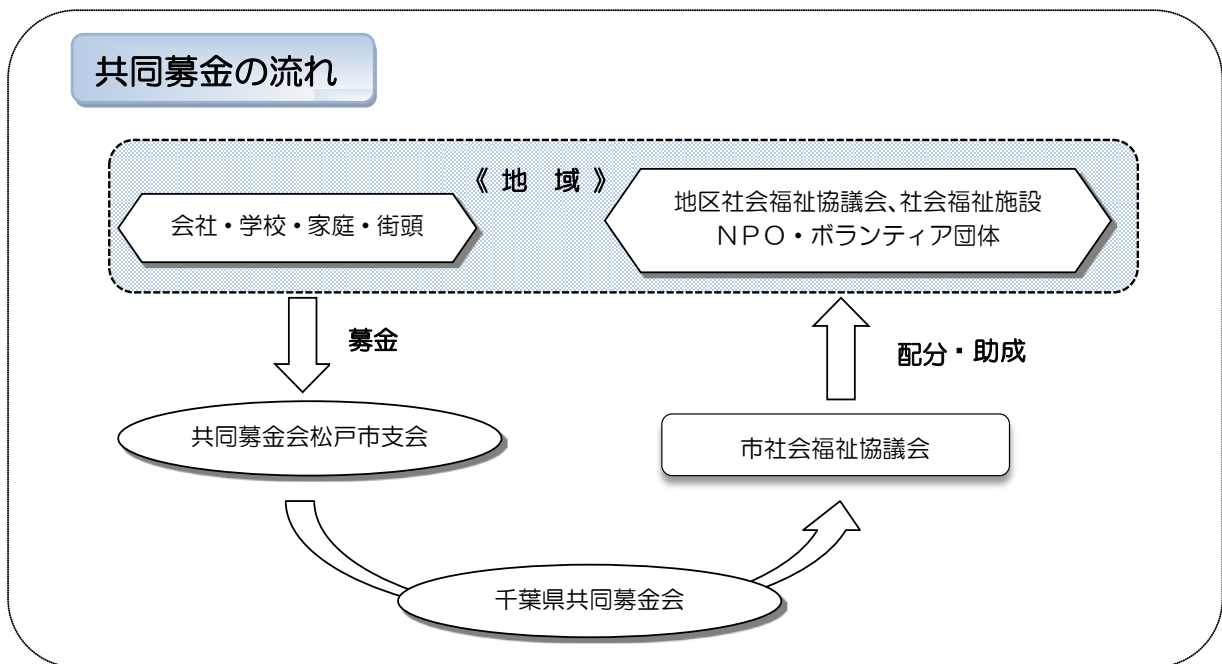 共同募金の流れ
《 地　域 》
会社・学校・家庭・街頭
地区社会福祉協議会、社会福祉施設
ＮＰＯ・ボランティア団体
募金
配分・助成
共同募金会松戸市支会
市社会福祉協議会
千葉県共同募金会